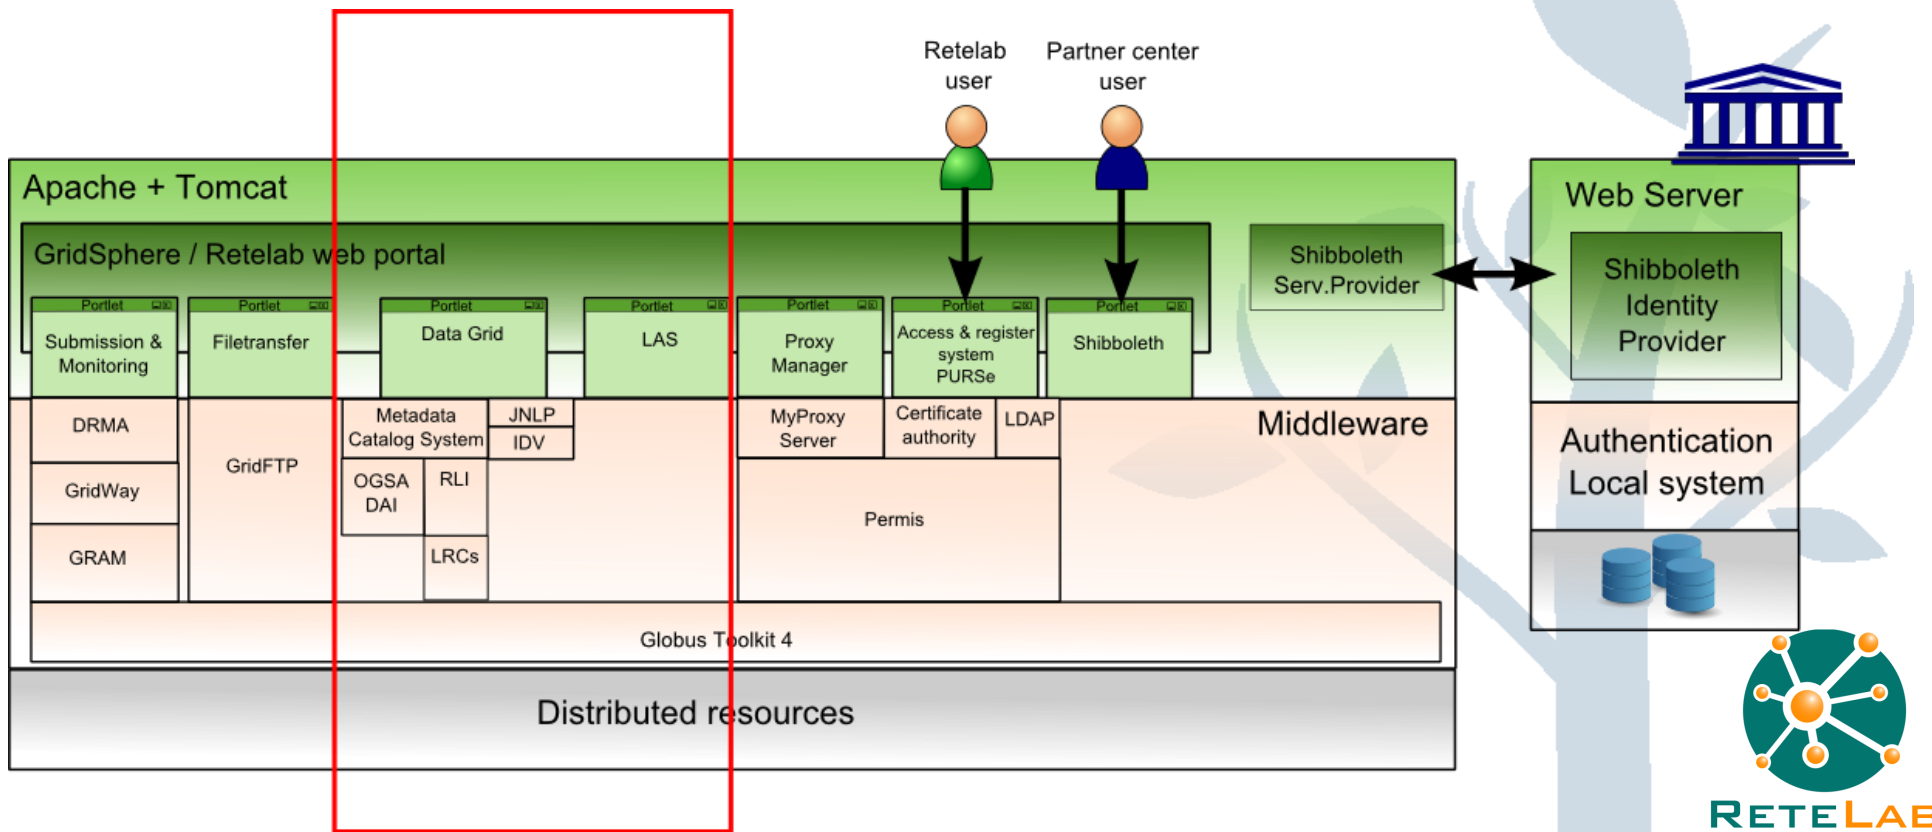 Retelab
user
Partner center
user
Apache + Tomcat
GridSphere / Retelab web portal
Portlet
Submission &
Monitoring
Portlet
Filetransfer
Portlet
Data Grid
Portlet
LAS
Portlet
Proxy
Manager
Portlet
Access & register
system
PURSe
Portlet
Shibboleth
Shibboleth
Serv.Provider
Web Server
Shibboleth
Identity
Provider
DRMA
GridWay
GRAM
GridFTP
Metadata
Catalog System
JNLP
IDV
OGSA
DAI
RLI
LRCs
MyProxy
Server
Certificate
authority
LDAP
Permis
Middleware
Authentication
Local system
Globus Toolkit 4
Distributed resources
RETELAB